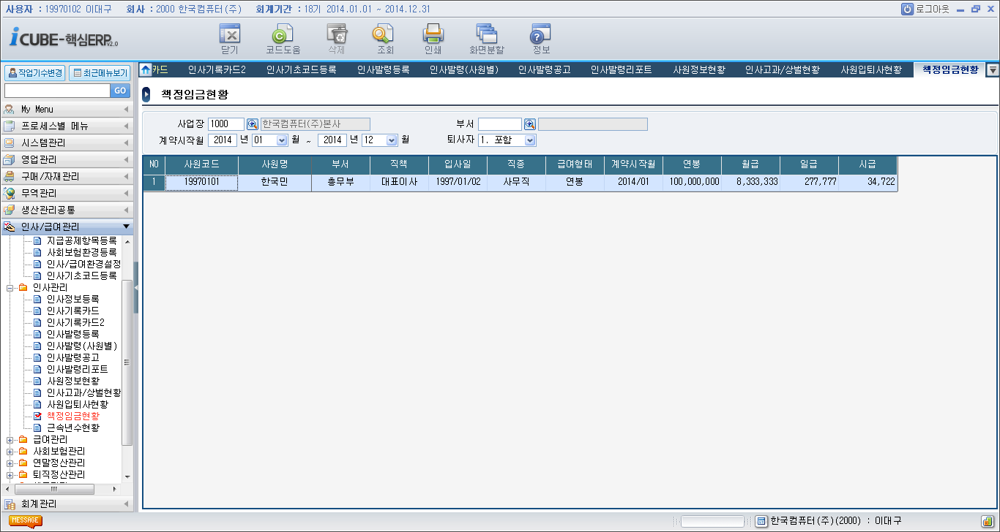 사용자 : 19970102 이대구 회사 : 2000 한국컴퓨터(주) 회계기간 : 18기 2014.01.01 ~ 2014.12.31 로그아웃
iCUBE-핵심ERP v2.0
닫기 코드도움 삭제 조회 인쇄 화면분할 정보
작업기수변경 최근메뉴보기
카드 인사기록카드2 인사기초코드등록 인사발령등록 인사발령(사원별) 인사발령공고 인사발령리포트 사원정보현황 인사고과/상벌현황 사원입퇴사현황 책정임금현황
GO
책정임금현황
My Menu
프로세스별 메뉴
시스템관리
영업관리
구매/자재관리
무역관리
생산관리공통
인사/급여관리
지급공제항목등록
사회보험환경등록
인사/급여환경설정
인사기초코드등록
인사관리
인사정보등록
인사기록카드
인사기록카드2
인사발령등록
인사발령(사원별)
인사발령공고
인사발령리포트
사원정보현황
인사고과/상벌현황
사원입퇴사현황
책정임금현황
근속년수현황
급여관리
사회보험관리
연말정산관리
퇴직정산관리
회계관리
사업장 1000 한국컴퓨터(주)본사 부서
계약시작월 2014 년 01 월 ~ 2014 년 12 월 퇴사자 1. 포함
NO 사원코드 사원명 부서 직책 입사일 직종 급여형태 계약시작월 연봉 월급 일급 시급
1 19970101 한국민 총무부 대표이사 1997/01/02 사무직 연봉 2014/01 100,000,000 8,333,333 277,777 34,722
MESSAGE
한국컴퓨터(주)(2000) : 이대구